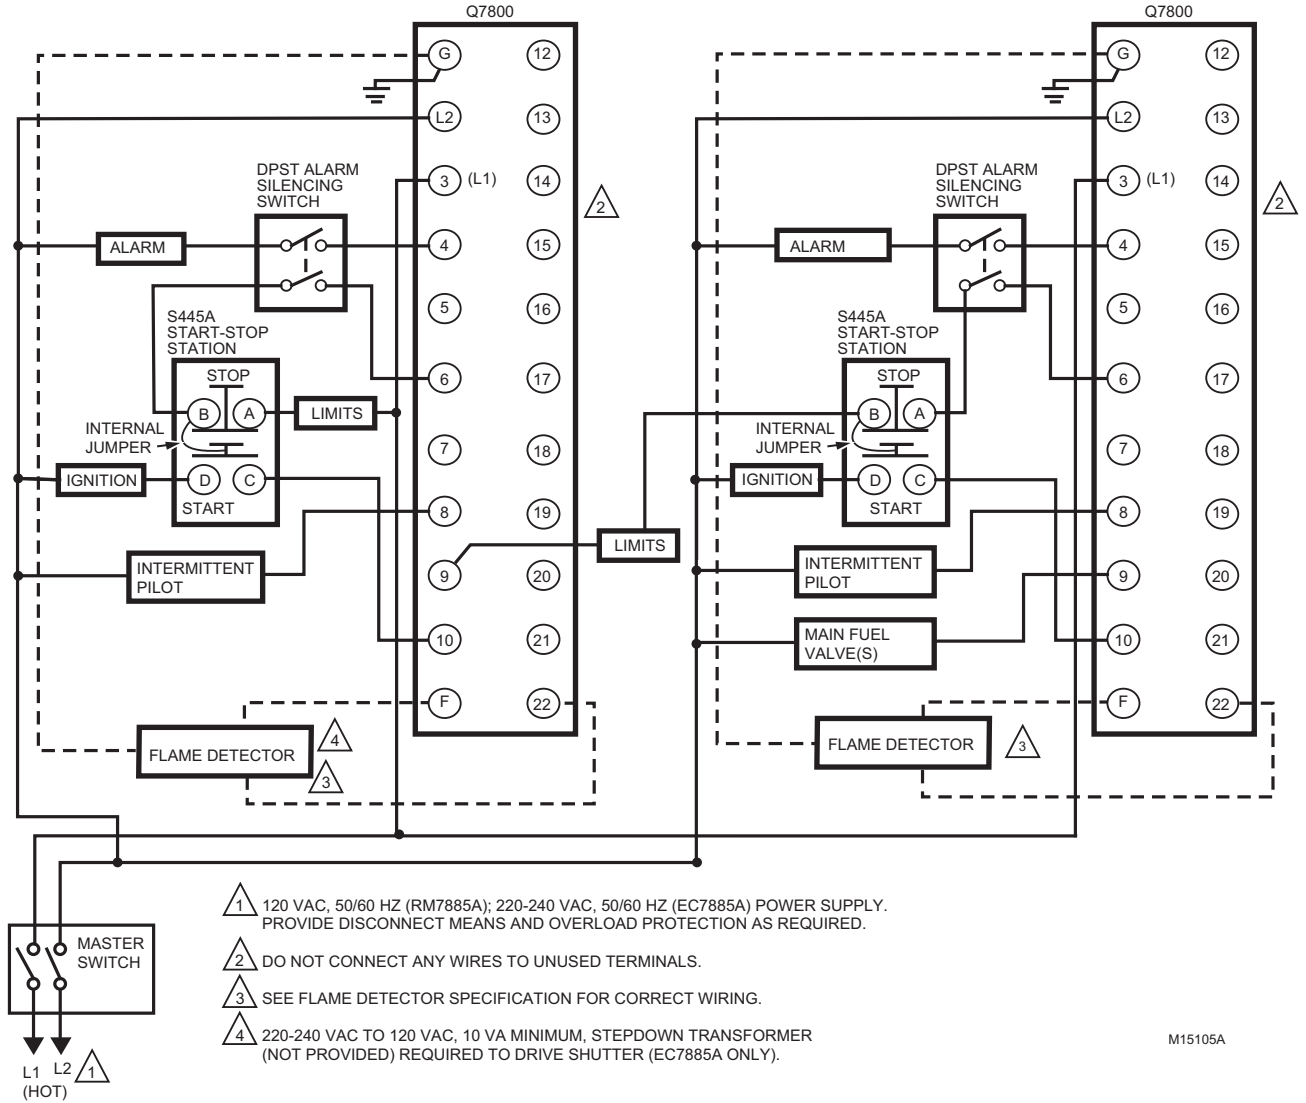 Q7800
G
12
L2
13
3
(L1)
14
2
DPST ALARM
SILENCING
SWITCH
ALARM
4
15
5
16
S445A
START-STOP
STATION
STOP
6
17
B
A
LIMITS
INTERNAL
JUMPER
7
18
IGNITION
D
C
START
8
19
INTERMITTENT
PILOT
9
20
10
21
F
22
FLAME DETECTOR
4
3
LIMITS
Q7800
G
12
L2
13
3
(L1)
14
2
DPST ALARM
SILENCING
SWITCH
ALARM
4
15
5
16
S445A
START-STOP
STATION
STOP
6
17
B
A
INTERNAL
JUMPER
7
18
IGNITION
D
C
START
8
19
INTERMITTENT
PILOT
9
20
MAIN FUEL
VALVE(S)
10
21
F
22
FLAME DETECTOR
3
MASTER
SWITCH
L1
(HOT)
L2
1
1
120 VAC, 50/60 HZ (RM7885A); 220-240 VAC, 50/60 HZ (EC7885A) POWER SUPPLY.
PROVIDE DISCONNECT MEANS AND OVERLOAD PROTECTION AS REQUIRED.
2
DO NOT CONNECT ANY WIRES TO UNUSED TERMINALS.
3
SEE FLAME DETECTOR SPECIFICATION FOR CORRECT WIRING.
4
220-240 VAC TO 120 VAC, 10 VA MINIMUM, STEPDOWN TRANSFORMER
(NOT PROVIDED) REQUIRED TO DRIVE SHUTTER (EC7885A ONLY).
M15105A